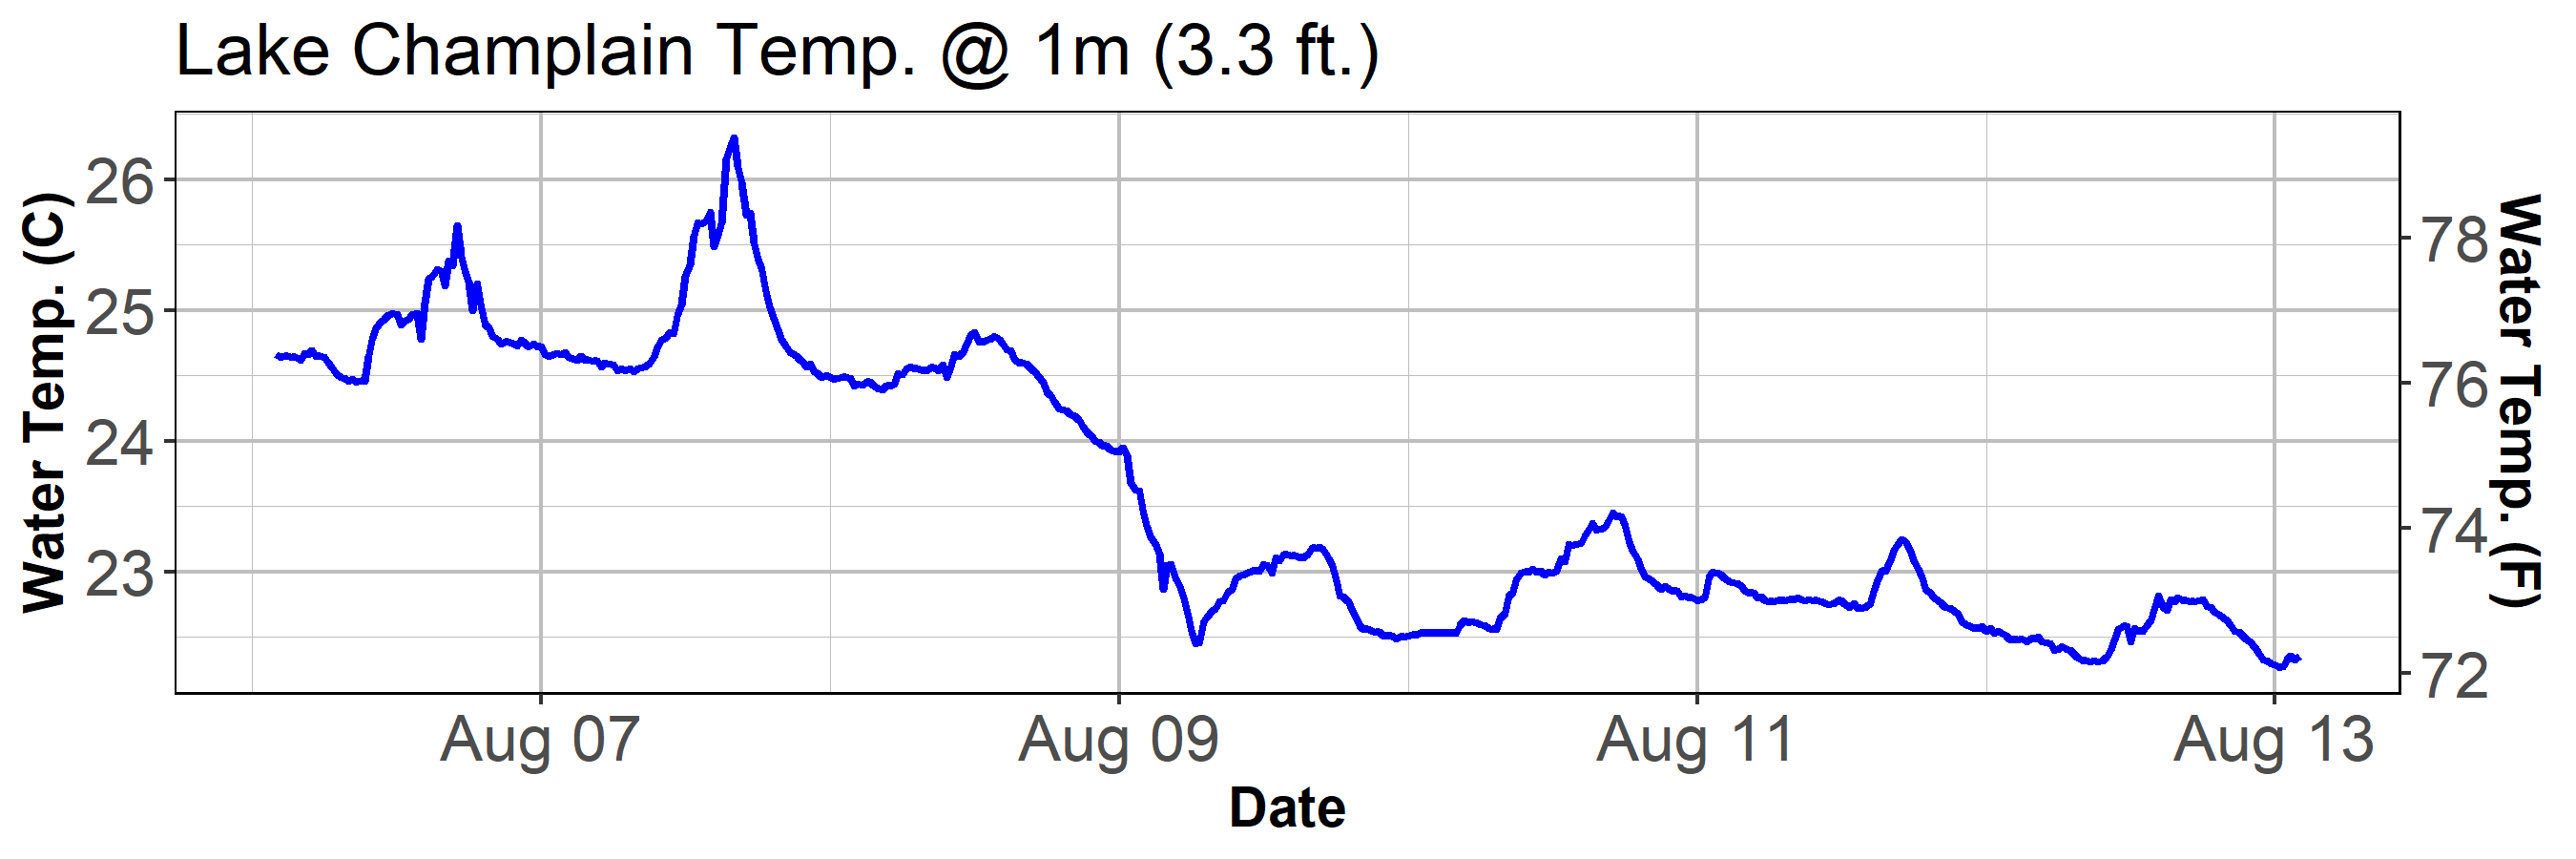 Lake Champlain Temp. @ 1m (3.3 ft.)
Water Temp. (C)
26
25
24
23
78
76
74
72
Water Temp. (F)
Aug 07
Aug 09
Aug 11
Aug 13
Date